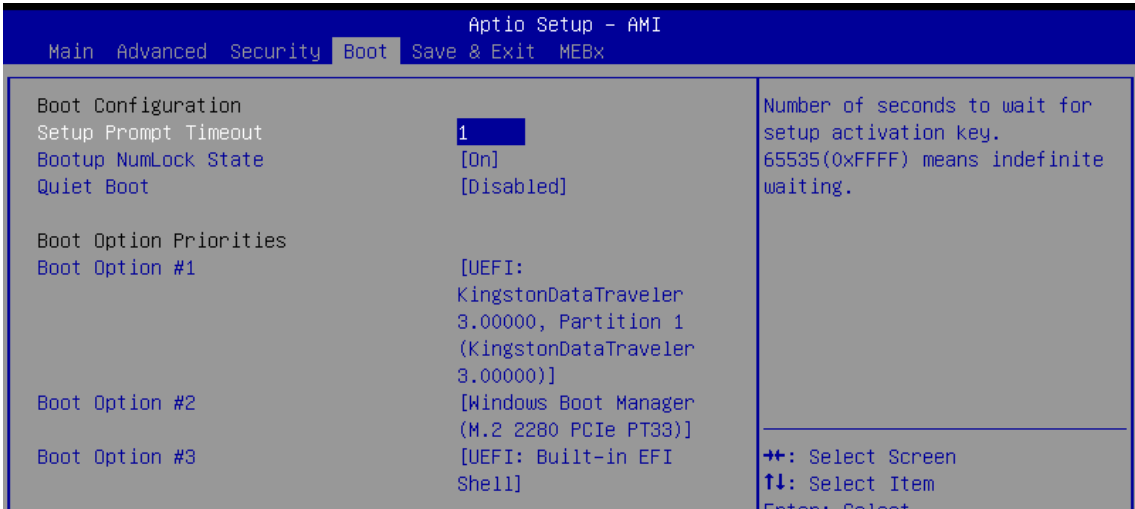 Aptio Setup – AMI
Main Advanced Security Boot Save & Exit MEBx
Boot Configuration
Setup Prompt Timeout 1
Bootup NumLock State [On]
Quiet Boot [Disabled]
Boot Option Priorities
Boot Option #1 [UEFI:
KingstonDataTraveler
3.00000, Partition 1
(KingstonDataTraveler
3.00000)]
Boot Option #2 [Windows Boot Manager
(M.2 2280 PCIe PT33)]
Boot Option #3 [UEFI: Built-in EFI
Shell]
Number of seconds to wait for
setup activation key.
65535(0xFFFF) means indefinite
waiting.
→←: Select Screen
↑↓: Select Item
Enter: Select